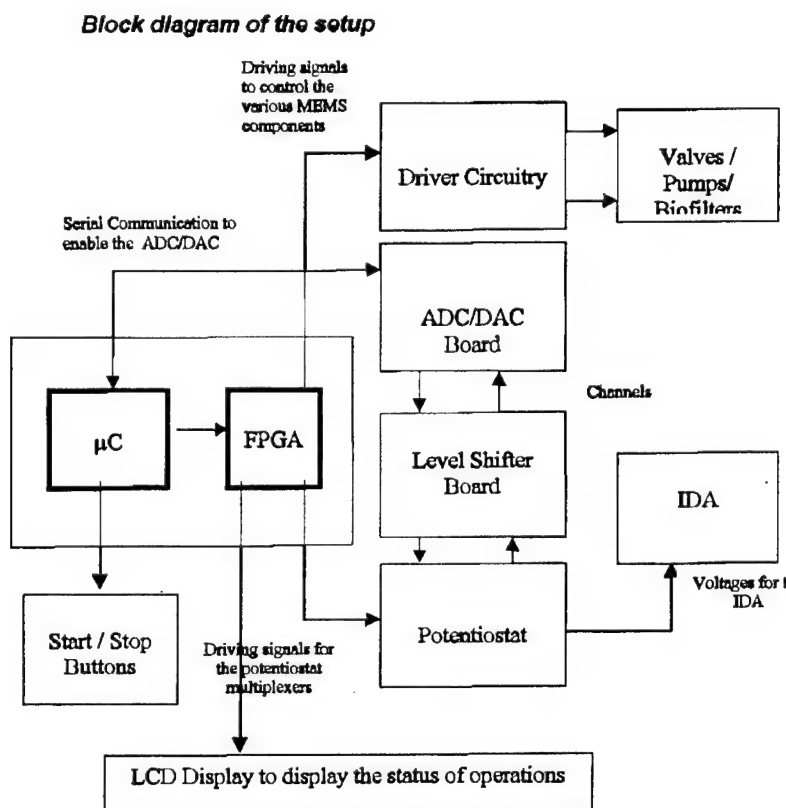 Block diagram of the setup
Driving signals
to control the
various MEMS
components
Driver Circuitry
Valves /
Pumps/
Biofilters
Serial Communication to
enable the ADC/DAC
ADC/DAC
Board
Channels
µC
FPGA
Level Shifter
Board
IDA
Voltages for t
IDA
Start / Stop
Buttons
Driving signals for
the potentiostat
multiplexers
Potentiostat
LCD Display to display the status of operations